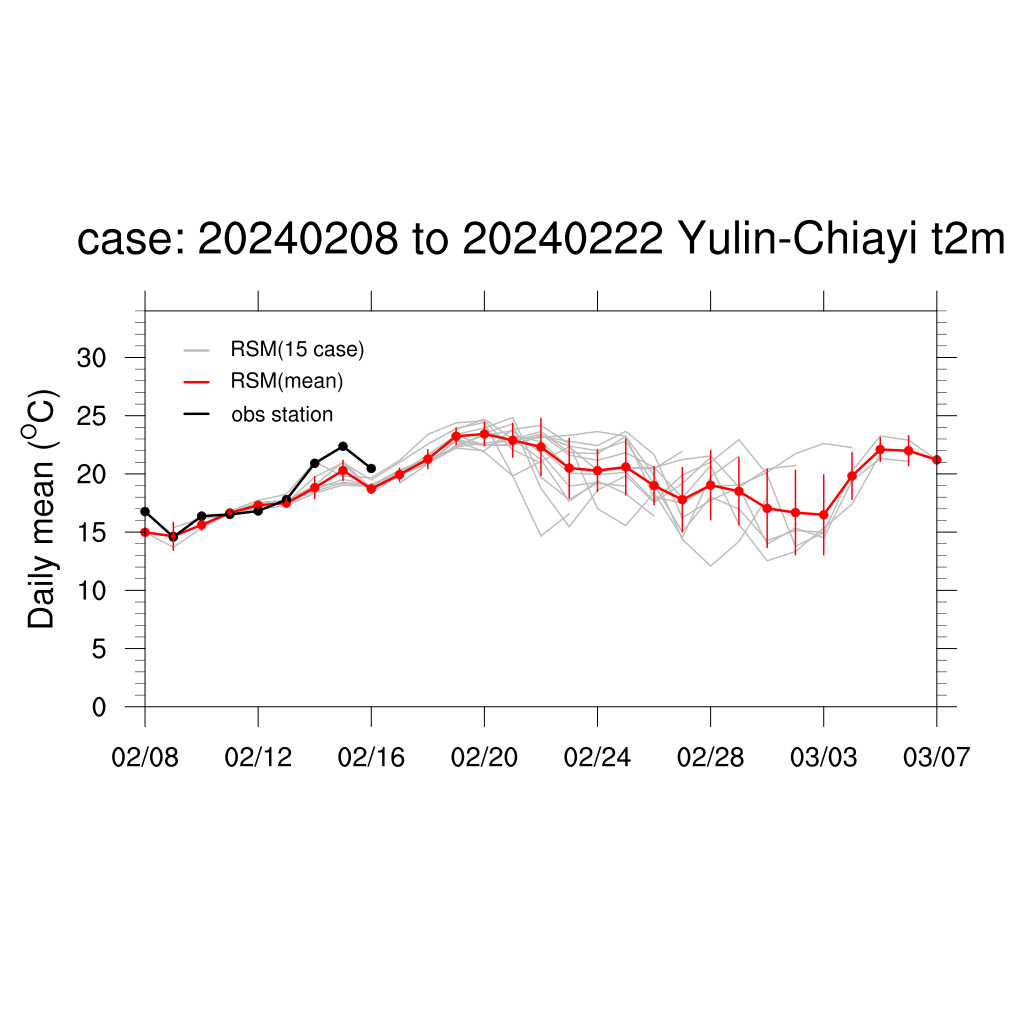 case: 20240208 to 20240222 Yulin-Chiayi t2m
RSM(15 case)
RSM(mean)
obs station
Daily mean (°C)
30
25
20
15
10
5
0
02/08 02/12 02/16 02/20 02/24 02/28 03/03 03/07